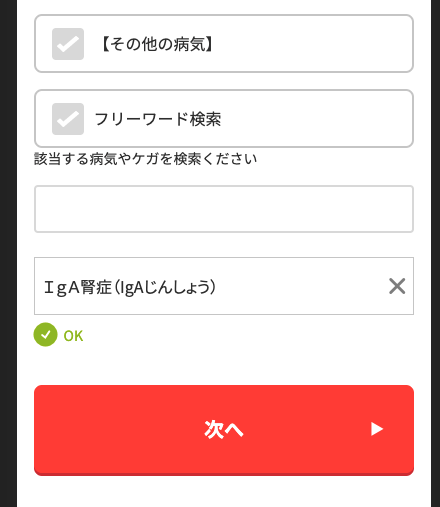 【その他の病気】
フリーワード検索
該当する病気やケガを検索ください
ＩｇＡ腎症（IgAじんしょう）
OK
次へ